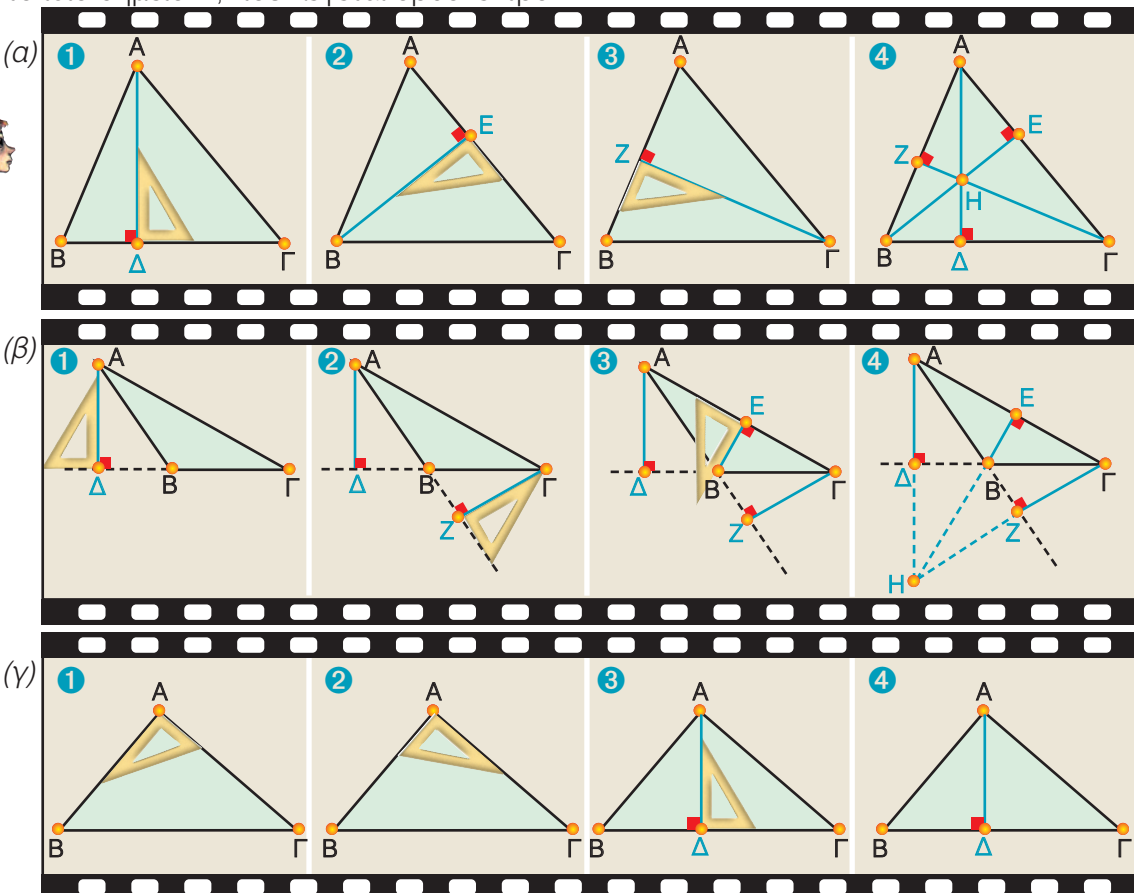 (α)
1 A B Δ Γ
2 A E B Γ
3 A Z B Γ
4 A E Z H B Δ Γ
(β)
1 A Δ B Γ
2 A Δ B Γ Z
3 A E Δ B Γ Z
4 A E Δ B Γ Z H
(γ)
1 A B Γ
2 A B Γ
3 A B Δ Γ
4 A B Δ Γ